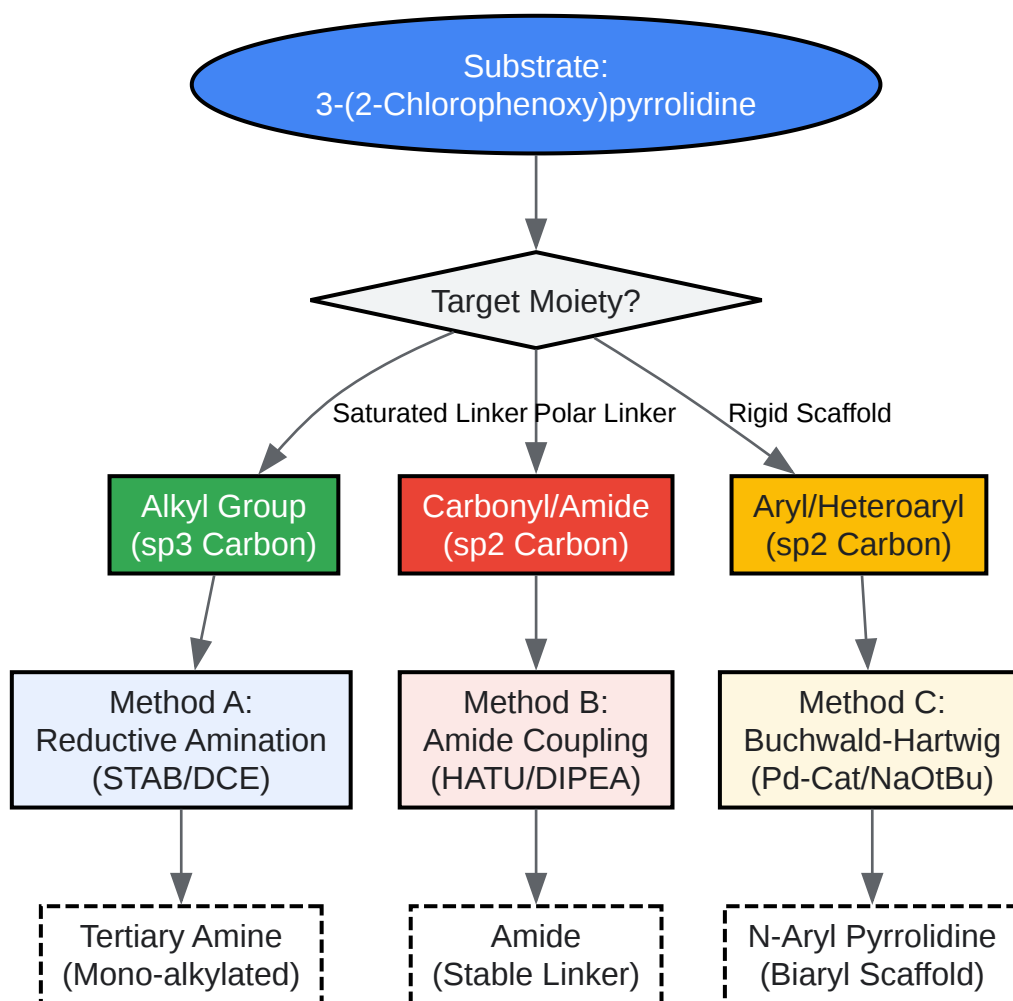 Substrate:
3-(2-Chlorophenoxy)pyrrolidine
Target Moiety?
Saturated Linker
Polar Linker
Rigid Scaffold
Alkyl Group
(sp3 Carbon)
Carbonyl/Amide
(sp2 Carbon)
Aryl/Heteroaryl
(sp2 Carbon)
Method A:
Reductive Amination
(STAB/DCE)
Method B:
Amide Coupling
(HATU/DIPEA)
Method C:
Buchwald-Hartwig
(Pd-Cat/NaOtBu)
Tertiary Amine
(Mono-alkylated)
Amide
(Stable Linker)
N-Aryl Pyrrolidine
(Biaryl Scaffold)